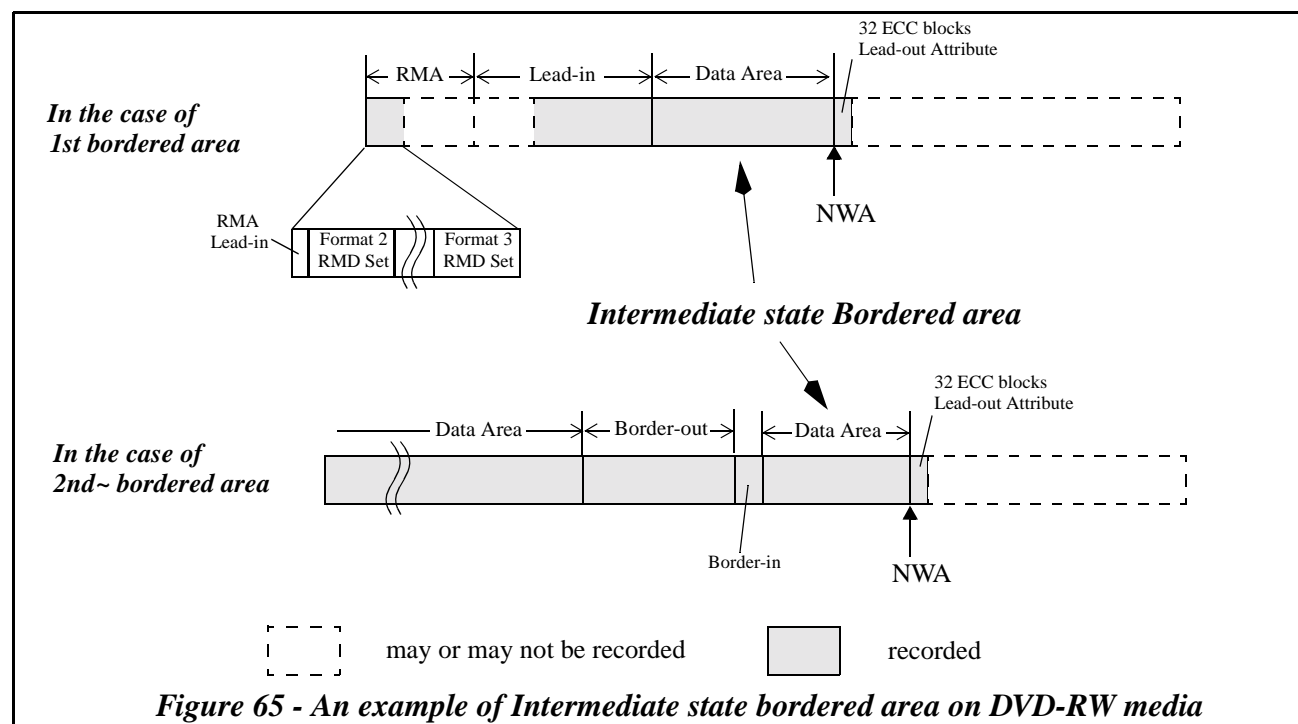 32 ECC blocks
Lead-out Attribute
RMA
Lead-in
Data Area
In the case of
1st bordered area
NWA
RMA
Lead-in
Format 2
RMD Set
Format 3
RMD Set
Intermediate state Bordered area
32 ECC blocks
Lead-out Attribute
Data Area
Border-out
Data Area
In the case of
2nd~ bordered area
Border-in
NWA
may or may not be recorded
recorded
Figure 65 - An example of Intermediate state bordered area on DVD-RW media